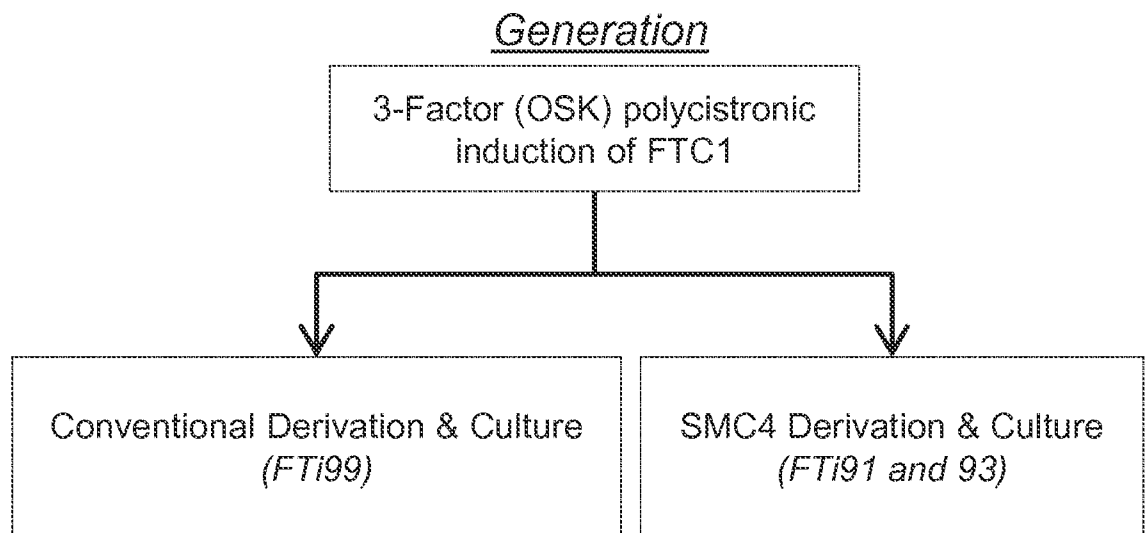 Generation
3-Factor (OSK) polycistronic
induction of FTC1
Conventional Derivation & Culture
(FTi99)
SMC4 Derivation & Culture
(FTi91 and 93)